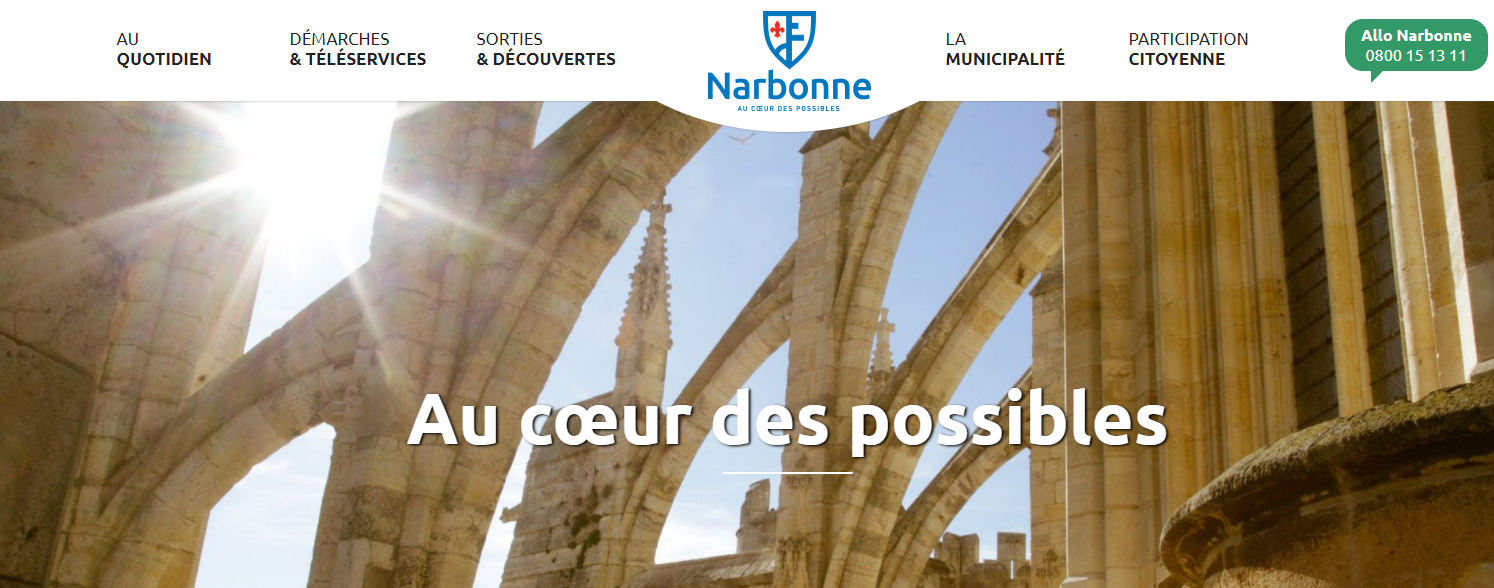 AU
QUOTIDIEN
DÉMARCHES
& TÉLÉSERVICES
SORTIES
& DÉCOUVERTES
Narbonne
AU CŒUR DES POSSIBLES
LA
MUNICIPALITÉ
PARTICIPATION
CITOYENNE
Allo Narbonne
0800 15 13 11
Au cœur des possibles